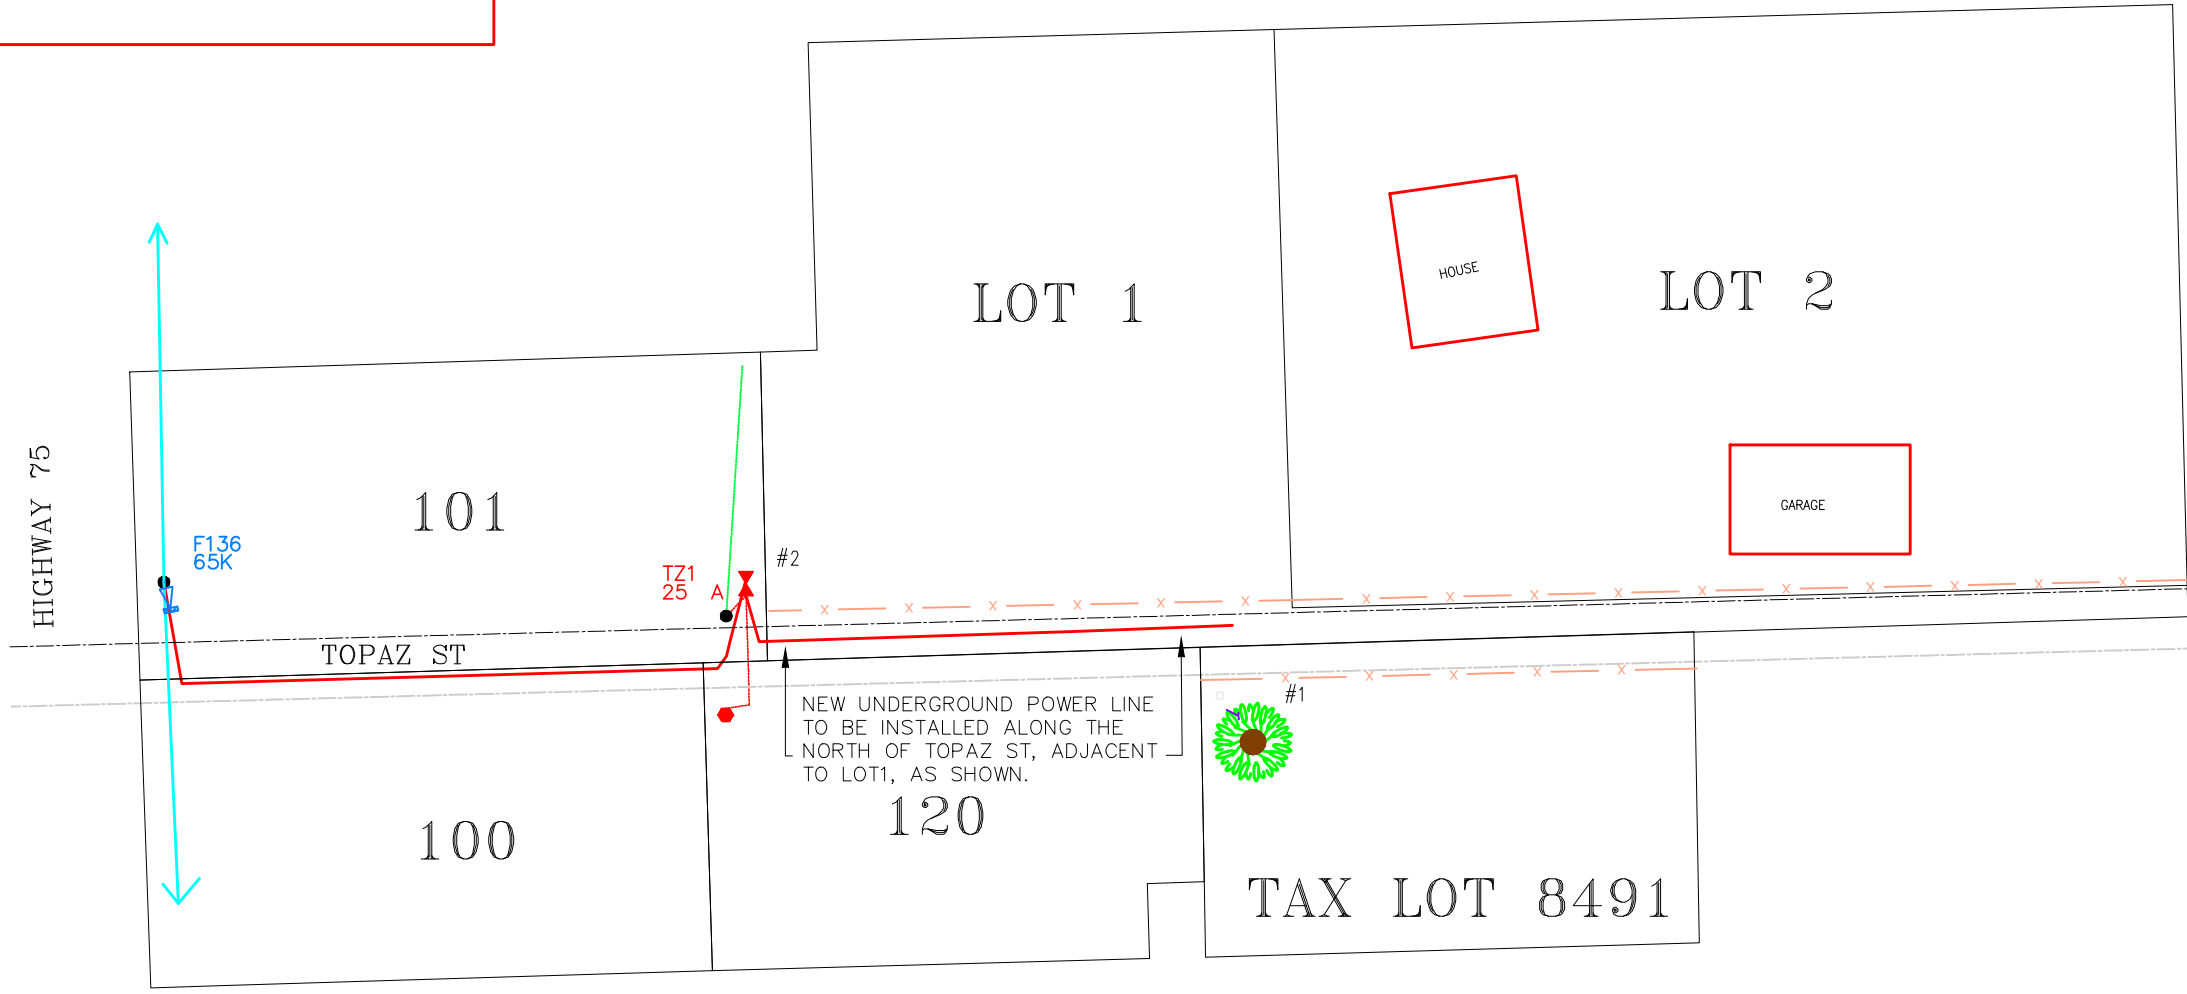 LOT 1
LOT 2
HOUSE
GARAGE
HIGHWAY 75
101
F136
65K
#2
TZ1
25 A
TOPAZ ST
#1
NEW UNDERGROUND POWER LINE
TO BE INSTALLED ALONG THE
NORTH OF TOPAZ ST, ADJACENT
TO LOT1, AS SHOWN.
100
120
TAX LOT 8491